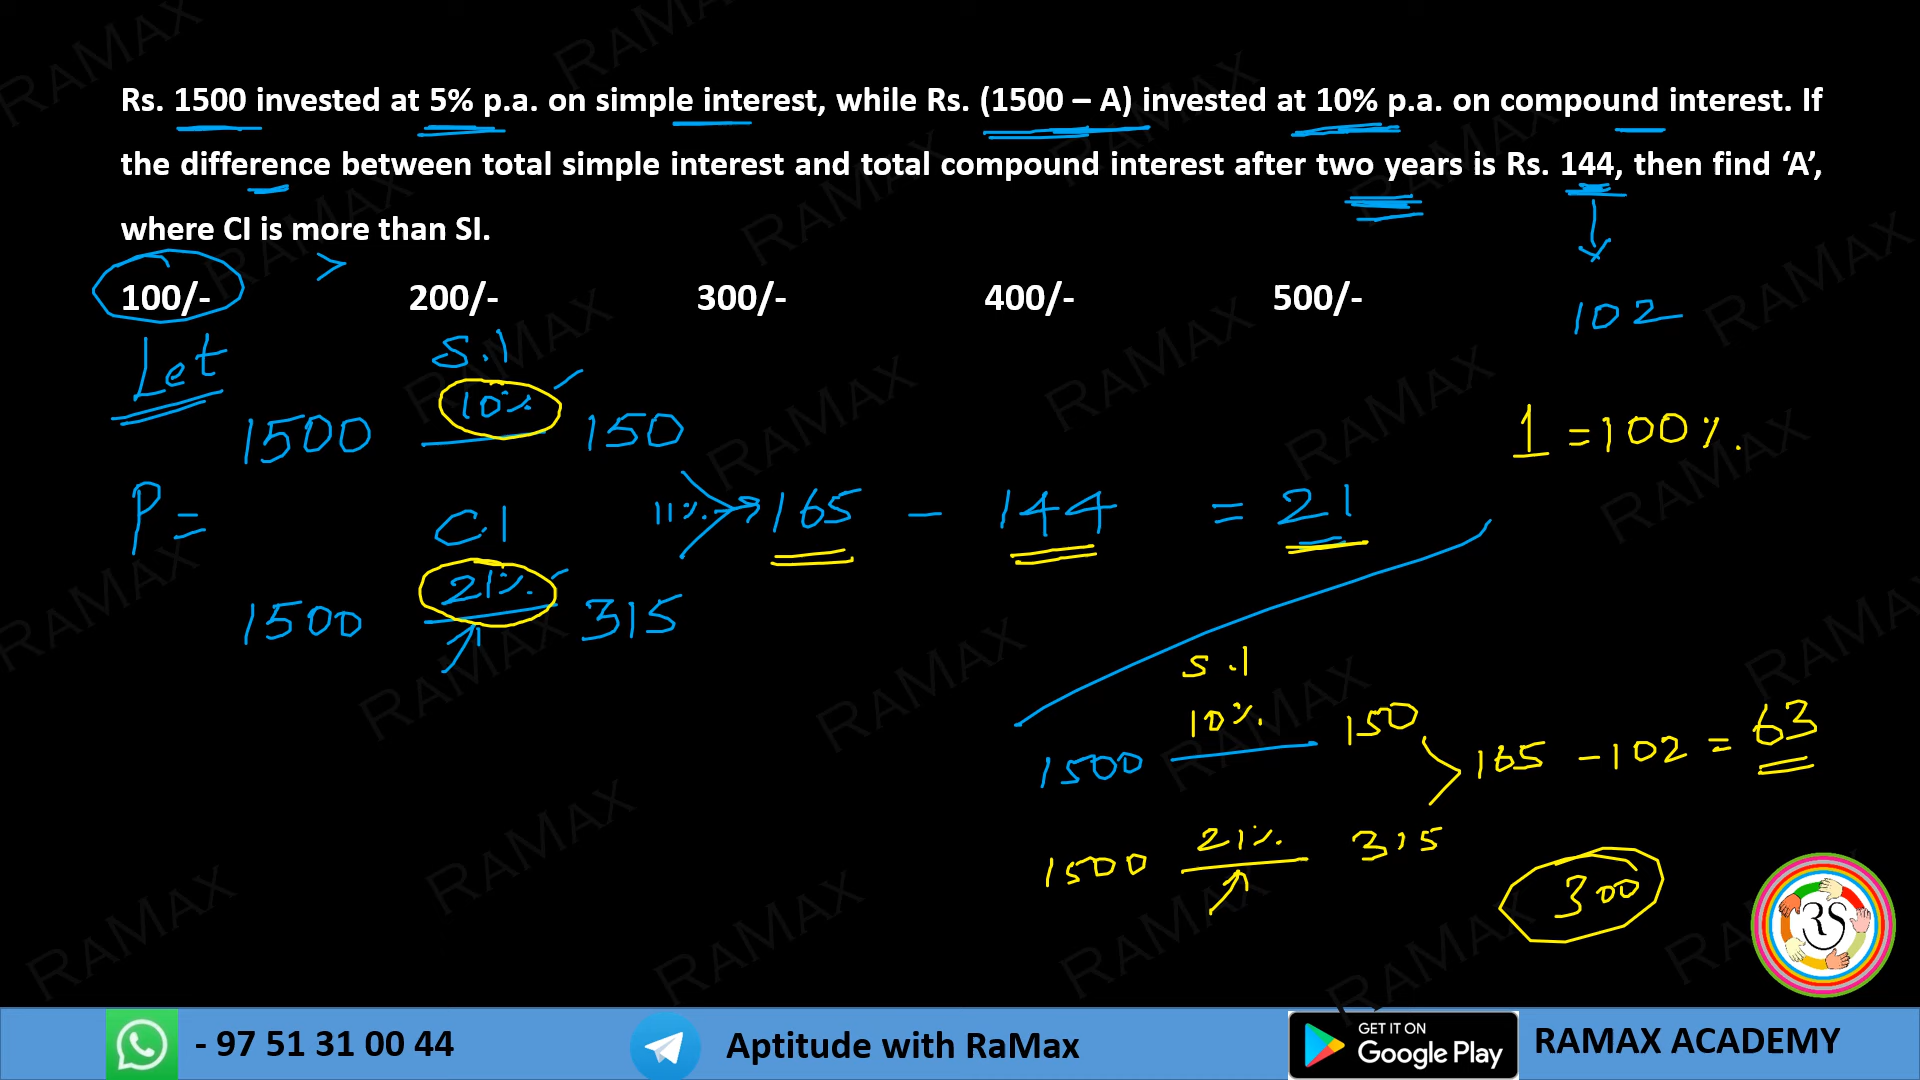 Rs. 1500 invested at 5% p.a. on simple interest, while Rs. (1500 – A) invested at 10% p.a. on compound interest. If
the difference between total simple interest and total compound interest after two years is Rs. 144, then find ‘A’,
where CI is more than SI.
>
100/- 200/- 300/- 400/- 500/-
102
Let
S.I
10%
1500 150
1 = 100%.
P =
11% 165 - 144 = 21
C.I
21%
1500 315
S.I
10%
1500 150
165 - 102 = 63
21%
1500 315
300
RS
- 97 51 31 00 44
Aptitude with RaMax
GET IT ON
Google Play
RAMAX ACADEMY
RAMAX